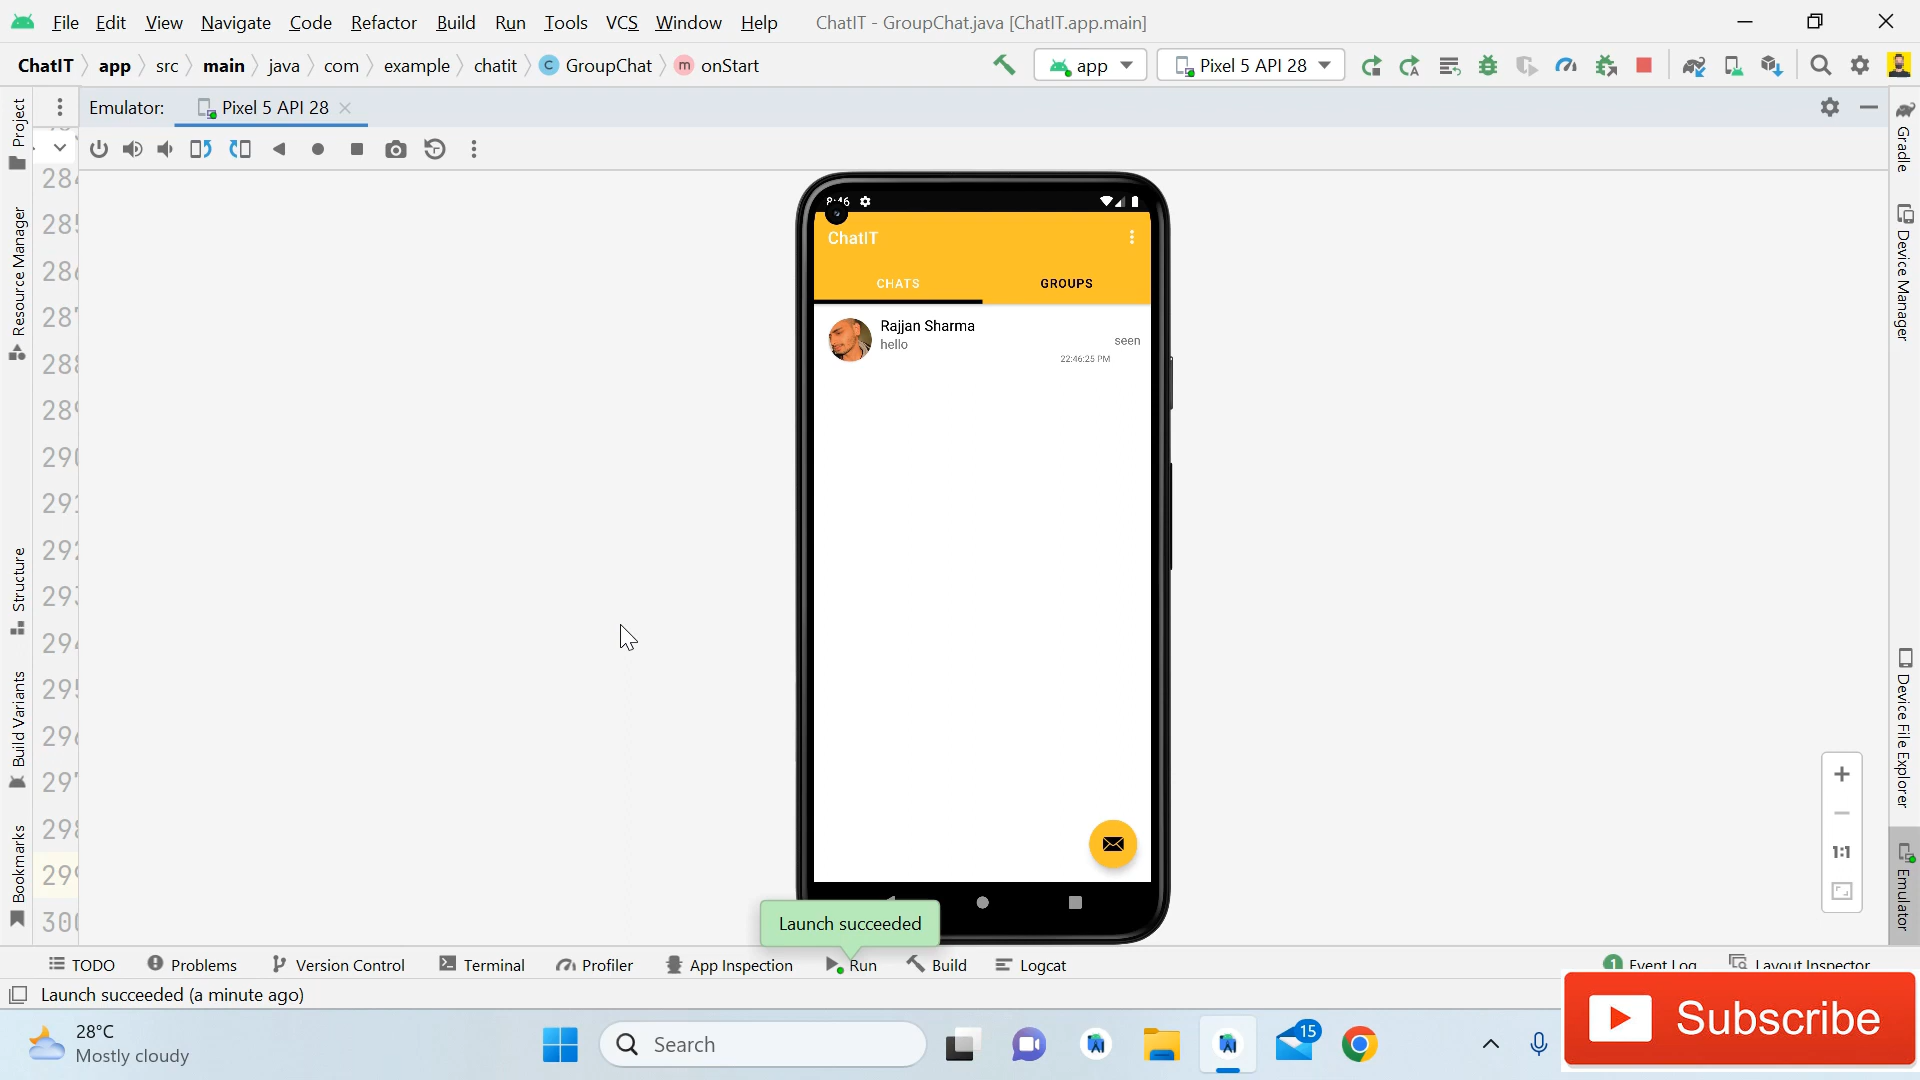 File Edit View Navigate Code Refactor Build Run Tools VCS Window Help ChatIT - GroupChat.java [ChatIT.app.main]
ChatIT app src main java com example chatit C GroupChat m onStart app Pixel 5 API 28
Emulator: Pixel 5 API 28
Project
Resource Manager
Structure
Build Variants
Bookmarks
Gradle
Device Manager
Device File Explorer
Emulator
ChatIT
CHATS GROUPS
Rajjan Sharma
hello
seen
22:46:25 PM
1:1
Launch succeeded
TODO Problems Version Control Terminal Profiler App Inspection Run Build Logcat 1 Event Log Layout Inspector
Launch succeeded (a minute ago)
28°C
Mostly cloudy
Search
15
Subscribe